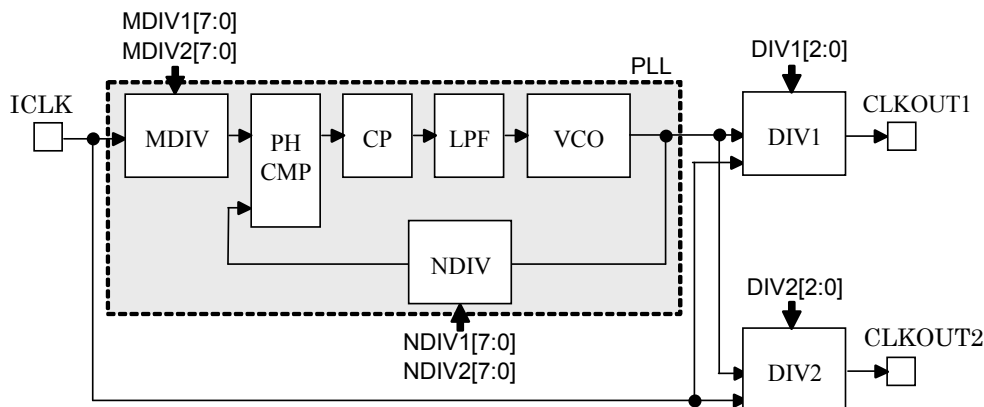 MDIV1[7:0]
MDIV2[7:0]
PLL
DIV1[2:0]
ICLK
CLKOUT1
MDIV
PH
CMP
CP
LPF
VCO
DIV1
NDIV
DIV2[2:0]
NDIV1[7:0]
NDIV2[7:0]
CLKOUT2
DIV2